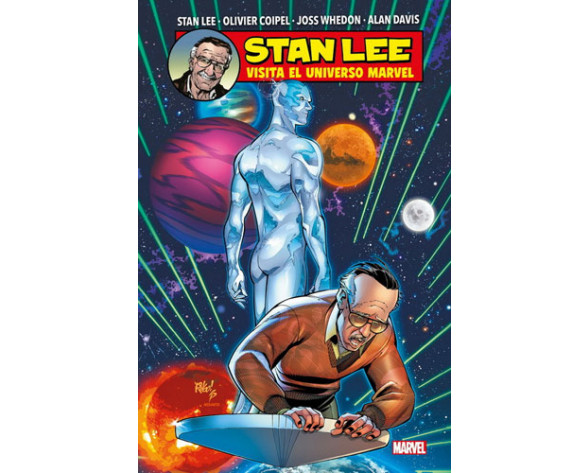 STAN LEE • OLIVIER COIPEL • JOSS WHEDON • ALAN DAVIS
STAN LEE
VISITA EL UNIVERSO MARVEL
MARVEL